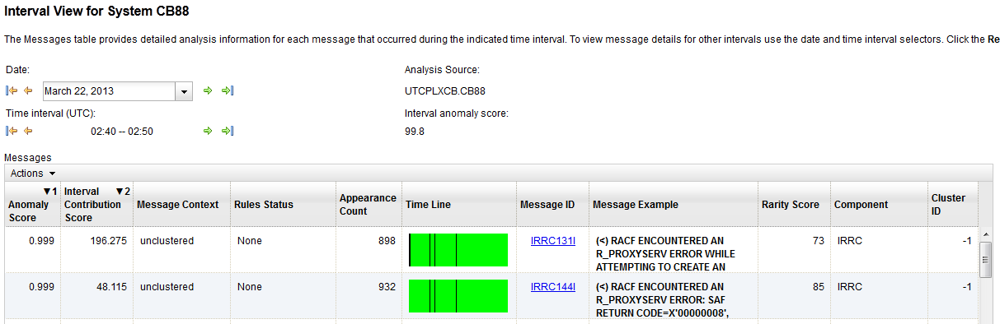 Interval View for System CB88
The Messages table provides detailed analysis information for each message that occurred during the indicated time interval. To view message details for other intervals use the date and time interval selectors. Click the Re
Date:
Analysis Source:
March 22, 2013
UTCPLXCB.CB88
Time interval (UTC):
Interval anomaly score:
02:40 -- 02:50
99.8
Messages
Actions
▼1 Anomaly Score
Interval ▼2 Contribution Score
Message Context
Rules Status
Appearance Count
Time Line
Message ID
Message Example
Rarity Score
Component
Cluster ID
0.999 196.275 unclustered None 898 IRRC131I (<) RACF ENCOUNTERED AN
R_PROXYSERV ERROR WHILE
ATTEMPTING TO CREATE AN
73 IRRC -1
0.999 48.115 unclustered None 932 IRRC144I (<) RACF ENCOUNTERED AN
R_PROXYSERV ERROR: SAF
RETURN CODE=X'00000008',
85 IRRC -1